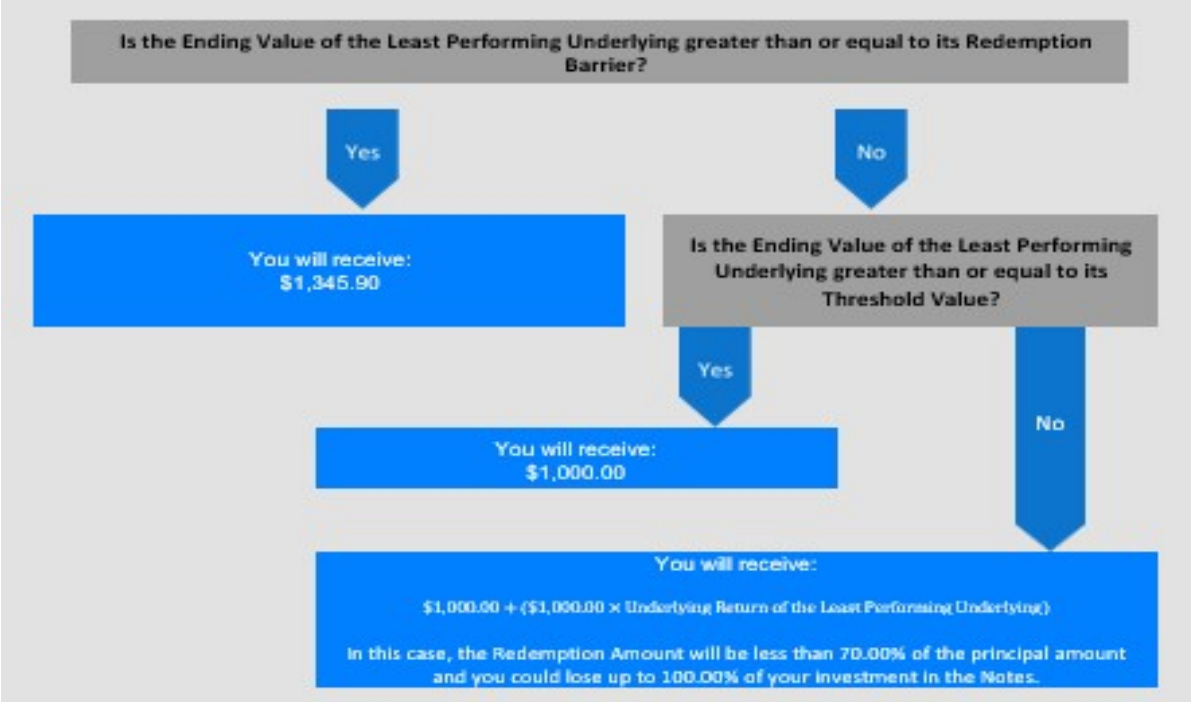 Is the Ending Value of the Least Performing Underlying greater than or equal to its Redemption
Barrier?
Yes
No
You will receive:
$1,345.90
Is the Ending Value of the Least Performing
Underlying greater than or equal to its
Threshold Value?
Yes
No
You will receive:
$1,000.00
You will receive:
$1,000.00 + ($1,000.00 × Underlying Return of the Least Performing Underlying)
In this case, the Redemption Amount will be less than 70.00% of the principal amount
and you could lose up to 100.00% of your investment in the Notes.